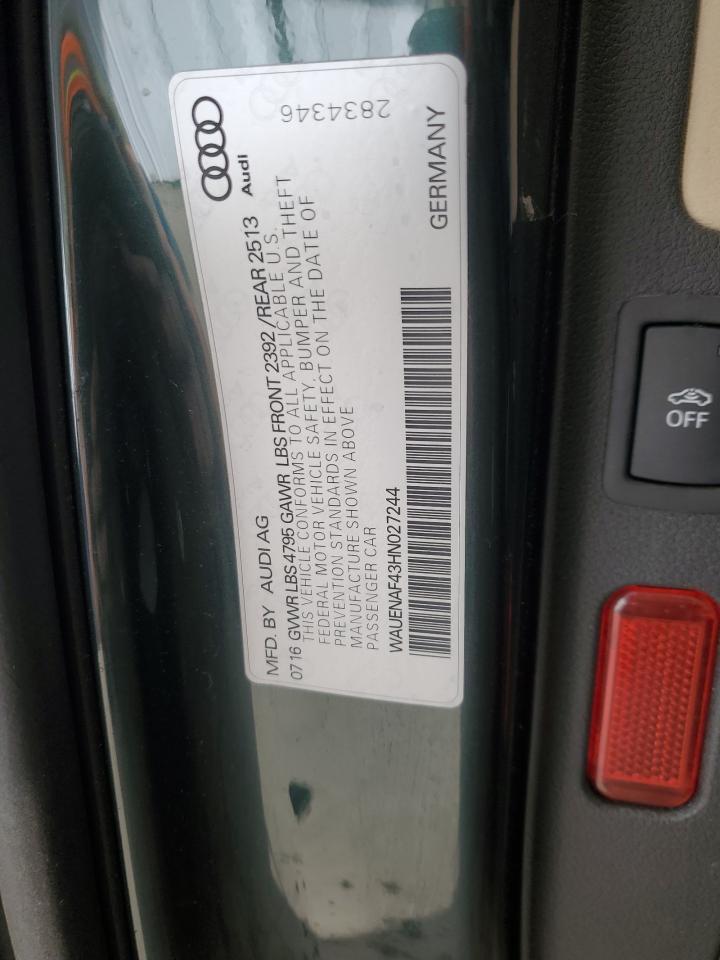 MFD. BY AUDI AG
0716 GVWR LBS 4795 GAWR LBS FRONT 2392/REAR 2513
THIS VEHICLE CONFORMS TO ALL APPLICABLE U.S.
FEDERAL MOTOR VEHICLE SAFETY, BUMPER AND THEFT
PREVENTION STANDARDS IN EFFECT ON THE DATE OF
MANUFACTURE SHOWN ABOVE
PASSENGER CAR
WAUENAF43HN027244
Audi
2834346
GERMANY
OFF